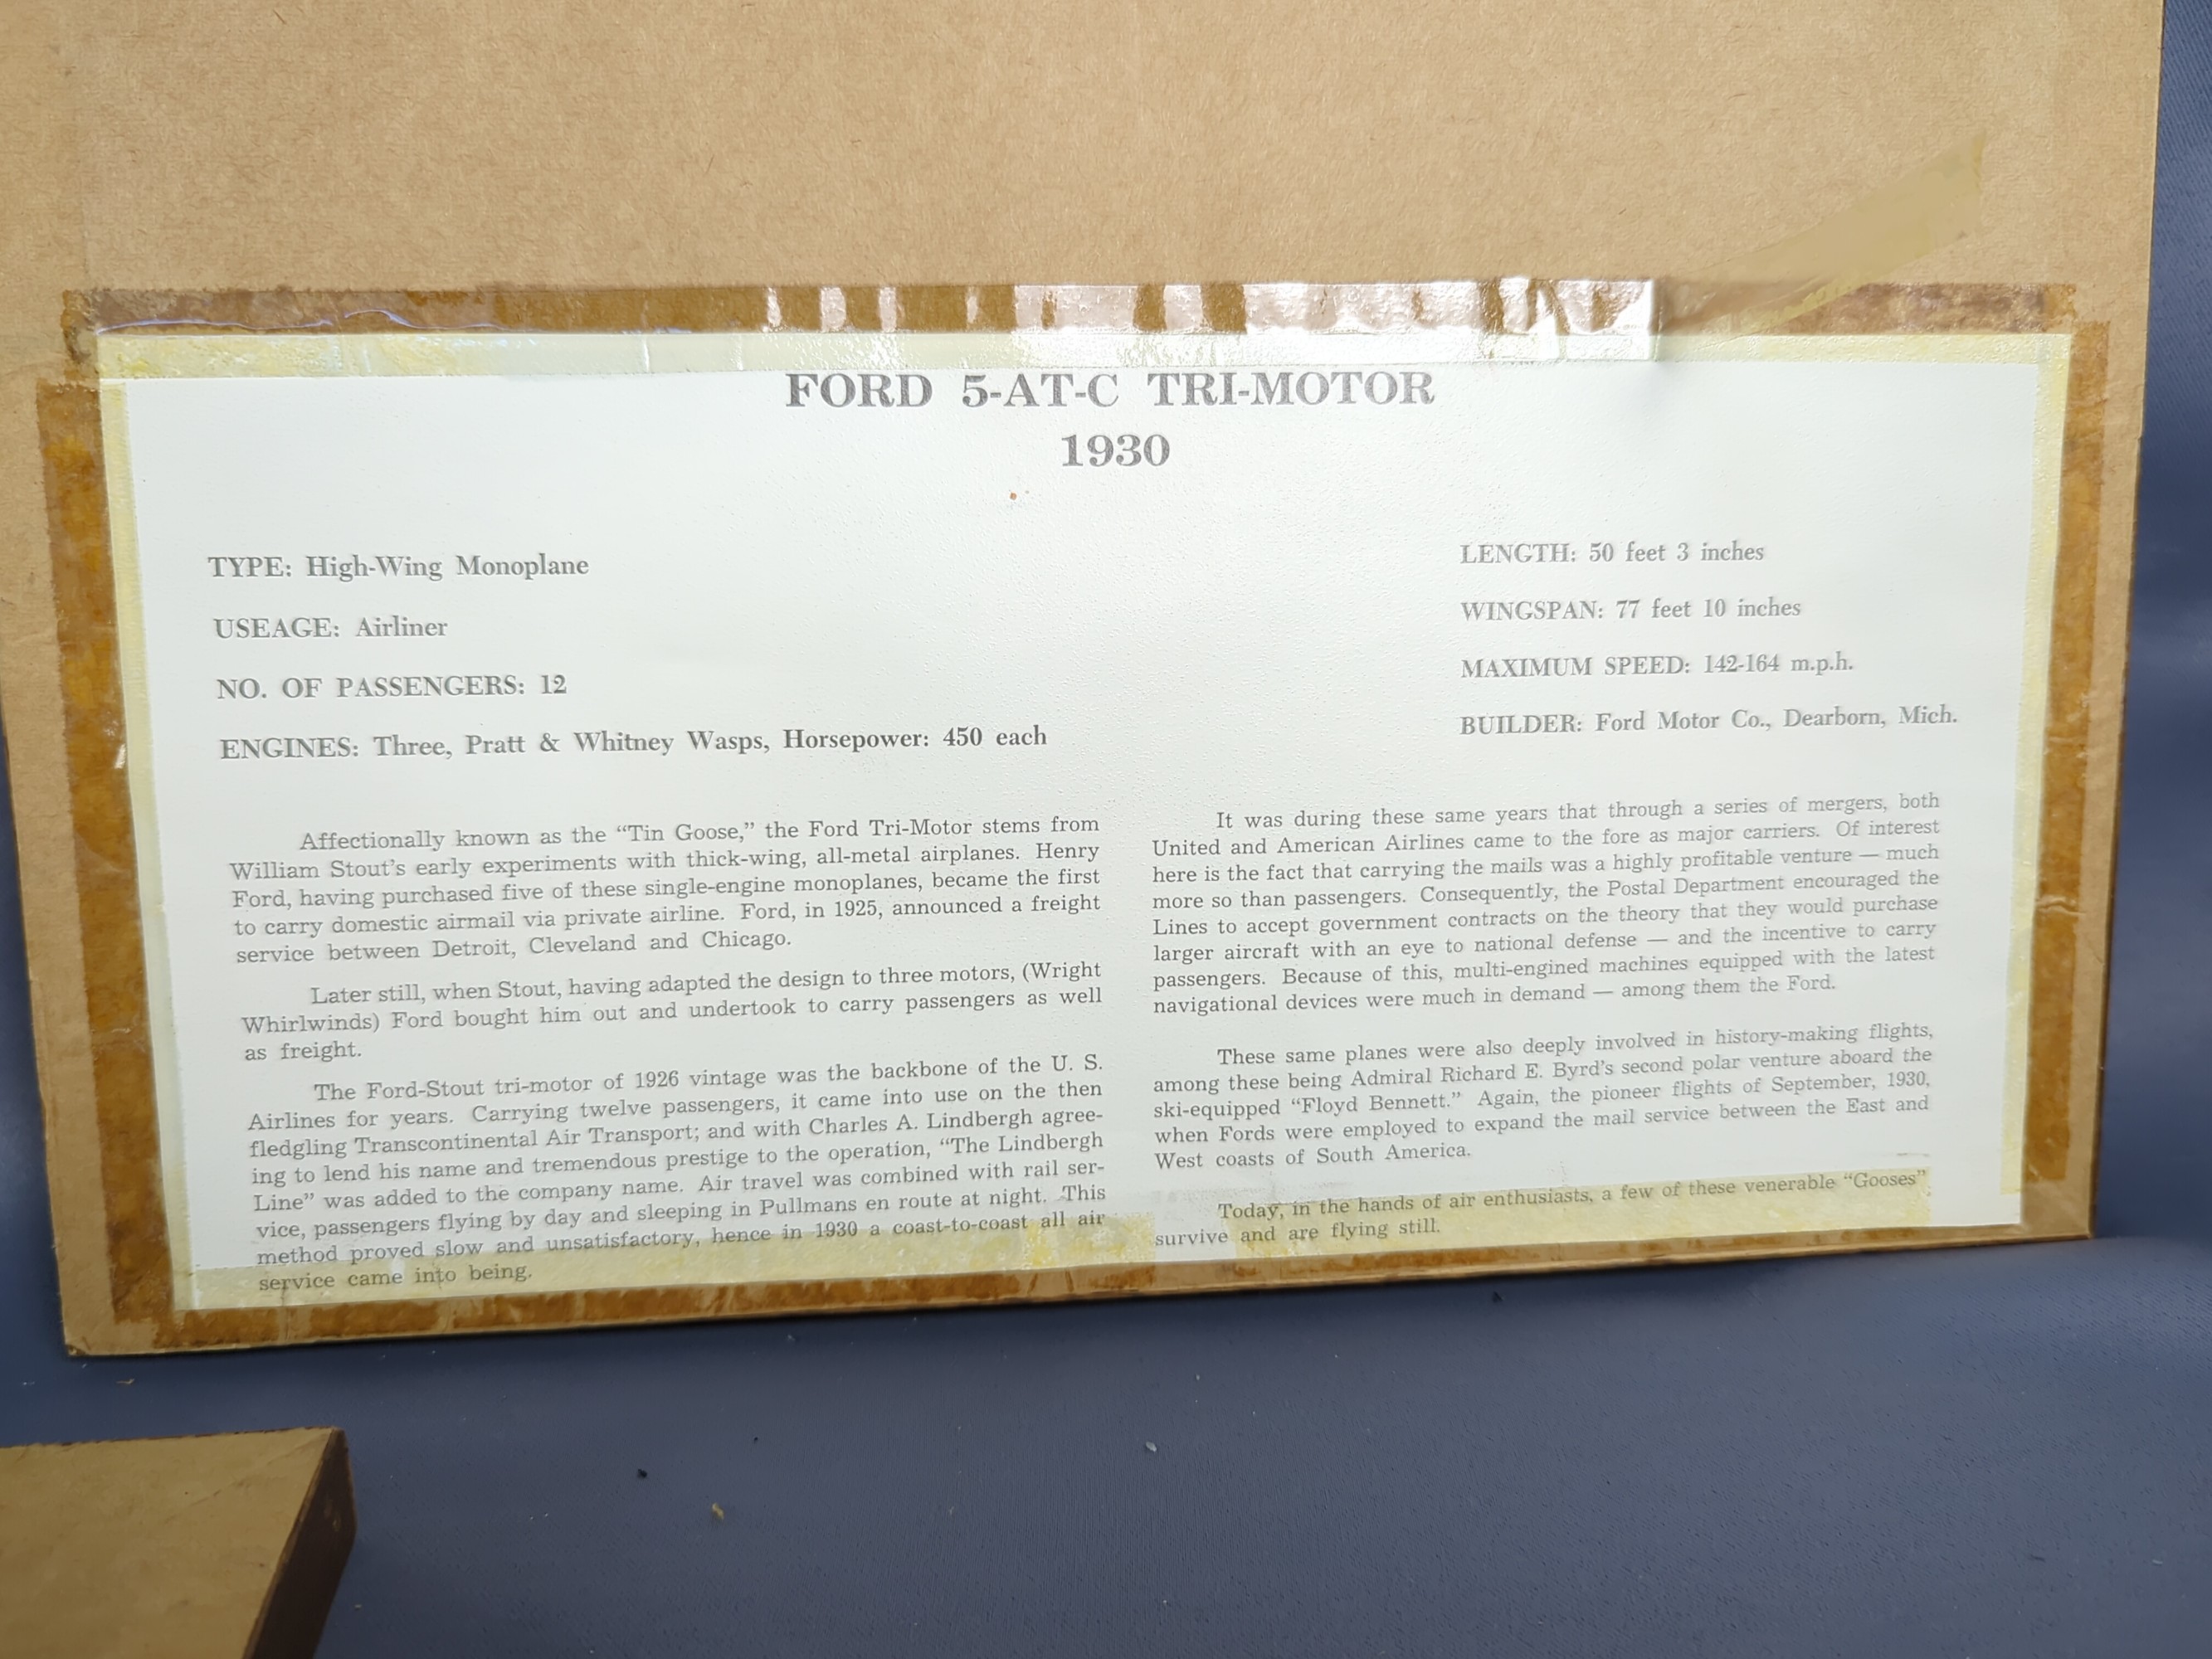 FORD 5-AT-C TRI-MOTOR
1930
TYPE: High-Wing Monoplane
USEAGE: Airliner
NO. OF PASSENGERS: 12
ENGINES: Three, Pratt & Whitney Wasps, Horsepower: 450 each
LENGTH: 50 feet 3 inches
WINGSPAN: 77 feet 10 inches
MAXIMUM SPEED: 142-164 m.p.h.
BUILDER: Ford Motor Co., Dearborn, Mich.
Affectionally known as the “Tin Goose,” the Ford Tri-Motor stems from
William Stout’s early experiments with thick-wing, all-metal airplanes. Henry
Ford, having purchased five of these single-engine monoplanes, became the first
to carry domestic airmail via private airline. Ford, in 1925, announced a freight
service between Detroit, Cleveland and Chicago.
Later still, when Stout, having adapted the design to three motors, (Wright
Whirlwinds) Ford bought him out and undertook to carry passengers as well
as freight.
The Ford-Stout tri-motor of 1926 vintage was the backbone of the U. S.
Airlines for years. Carrying twelve passengers, it came into use on the then
fledgling Transcontinental Air Transport; and with Charles A. Lindbergh agree-
ing to lend his name and tremendous prestige to the operation, “The Lindbergh
Line” was added to the company name. Air travel was combined with rail ser-
vice, passengers flying by day and sleeping in Pullmans en route at night. This
method proved slow and unsatisfactory, hence in 1930 a coast-to-coast all air
service came into being.
It was during these same years that through a series of mergers, both
United and American Airlines came to the fore as major carriers. Of interest
here is the fact that carrying the mails was a highly profitable venture — much
more so than passengers. Consequently, the Postal Department encouraged the
Lines to accept government contracts on the theory that they would purchase
larger aircraft with an eye to national defense — and the incentive to carry
passengers. Because of this, multi-engined machines equipped with the latest
navigational devices were much in demand — among them the Ford.
These same planes were also deeply involved in history-making flights,
among these being Admiral Richard E. Byrd’s second polar venture aboard the
ski-equipped “Floyd Bennett.” Again, the pioneer flights of September, 1930,
when Fords were employed to expand the mail service between the East and
West coasts of South America.
Today, in the hands of air enthusiasts, a few of these venerable “Gooses”
survive and are flying still.